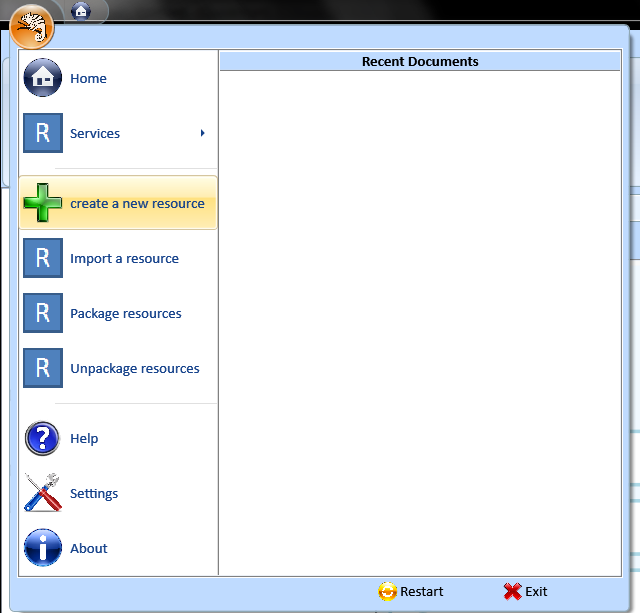 Recent Documents
Home
R Services
create a new resource
R Import a resource
R Package resources
R Unpackage resources
? Help
Settings
i About
Restart Exit